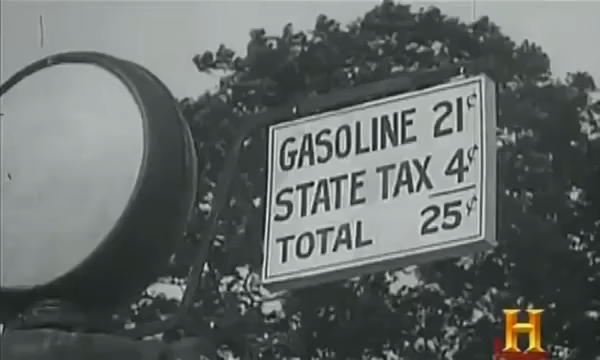 GASOLINE 21¢
STATE TAX 4¢
TOTAL 25¢
H